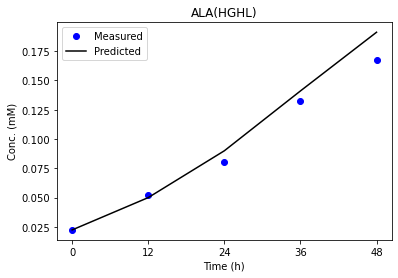 ALA(HGHL)
Measured
Predicted
Conc. (mM)
0.175
0.150
0.125
0.100
0.075
0.050
0.025
0 12 24 36 48
Time (h)